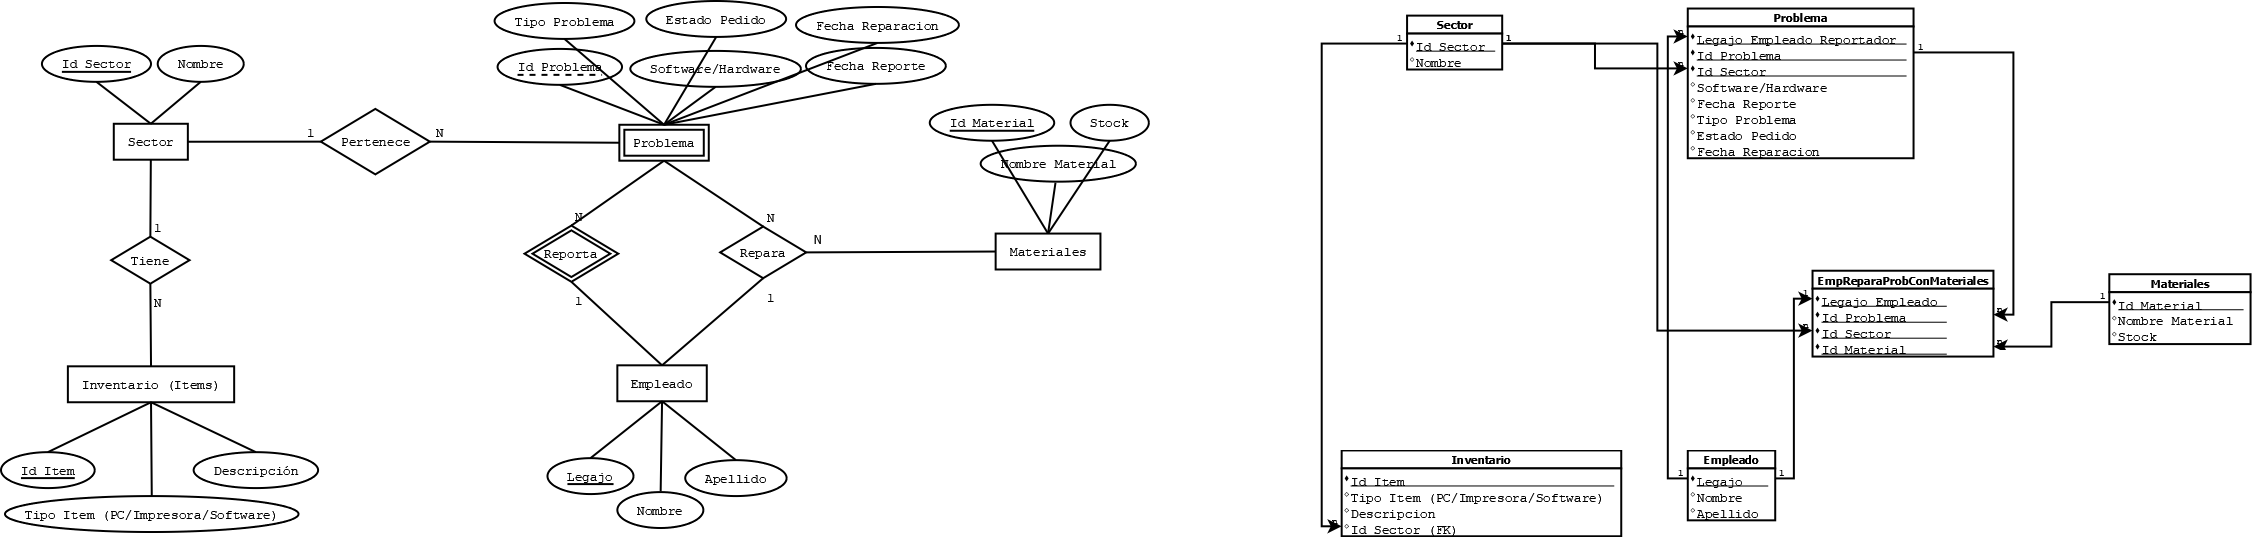 Tipo Problema
Estado Pedido
Fecha Reparacion
Id Sector
Nombre
Id Problema
Software/Hardware
Fecha Reporte
Id Material
Stock
Nombre Material
Sector
1
Pertenece
N
Problema
1
Tiene
N
N
Reporta
1
N
Repara
1
N
Materiales
Inventario (Items)
Empleado
Id Item
Descripción
Tipo Item (PC/Impresora/Software)
Legajo
Apellido
Nombre
Sector
1
Id Sector
1
Nombre
Problema
Legajo Empleado Reportador
1
Id Problema
n
Id Sector
Software/Hardware
Fecha Reporte
Tipo Problema
Estado Pedido
Fecha Reparacion
EmpReparaProbConMateriales
1
Legajo Empleado
Id Problema
n
Id Sector
n
Id Material
n
Materiales
1
Id Material
Nombre Material
Stock
Inventario
Id Item
Tipo Item (PC/Impresora/Software)
Descripcion
n
Id Sector (FK)
Empleado
1
Legajo
1
Nombre
Apellido